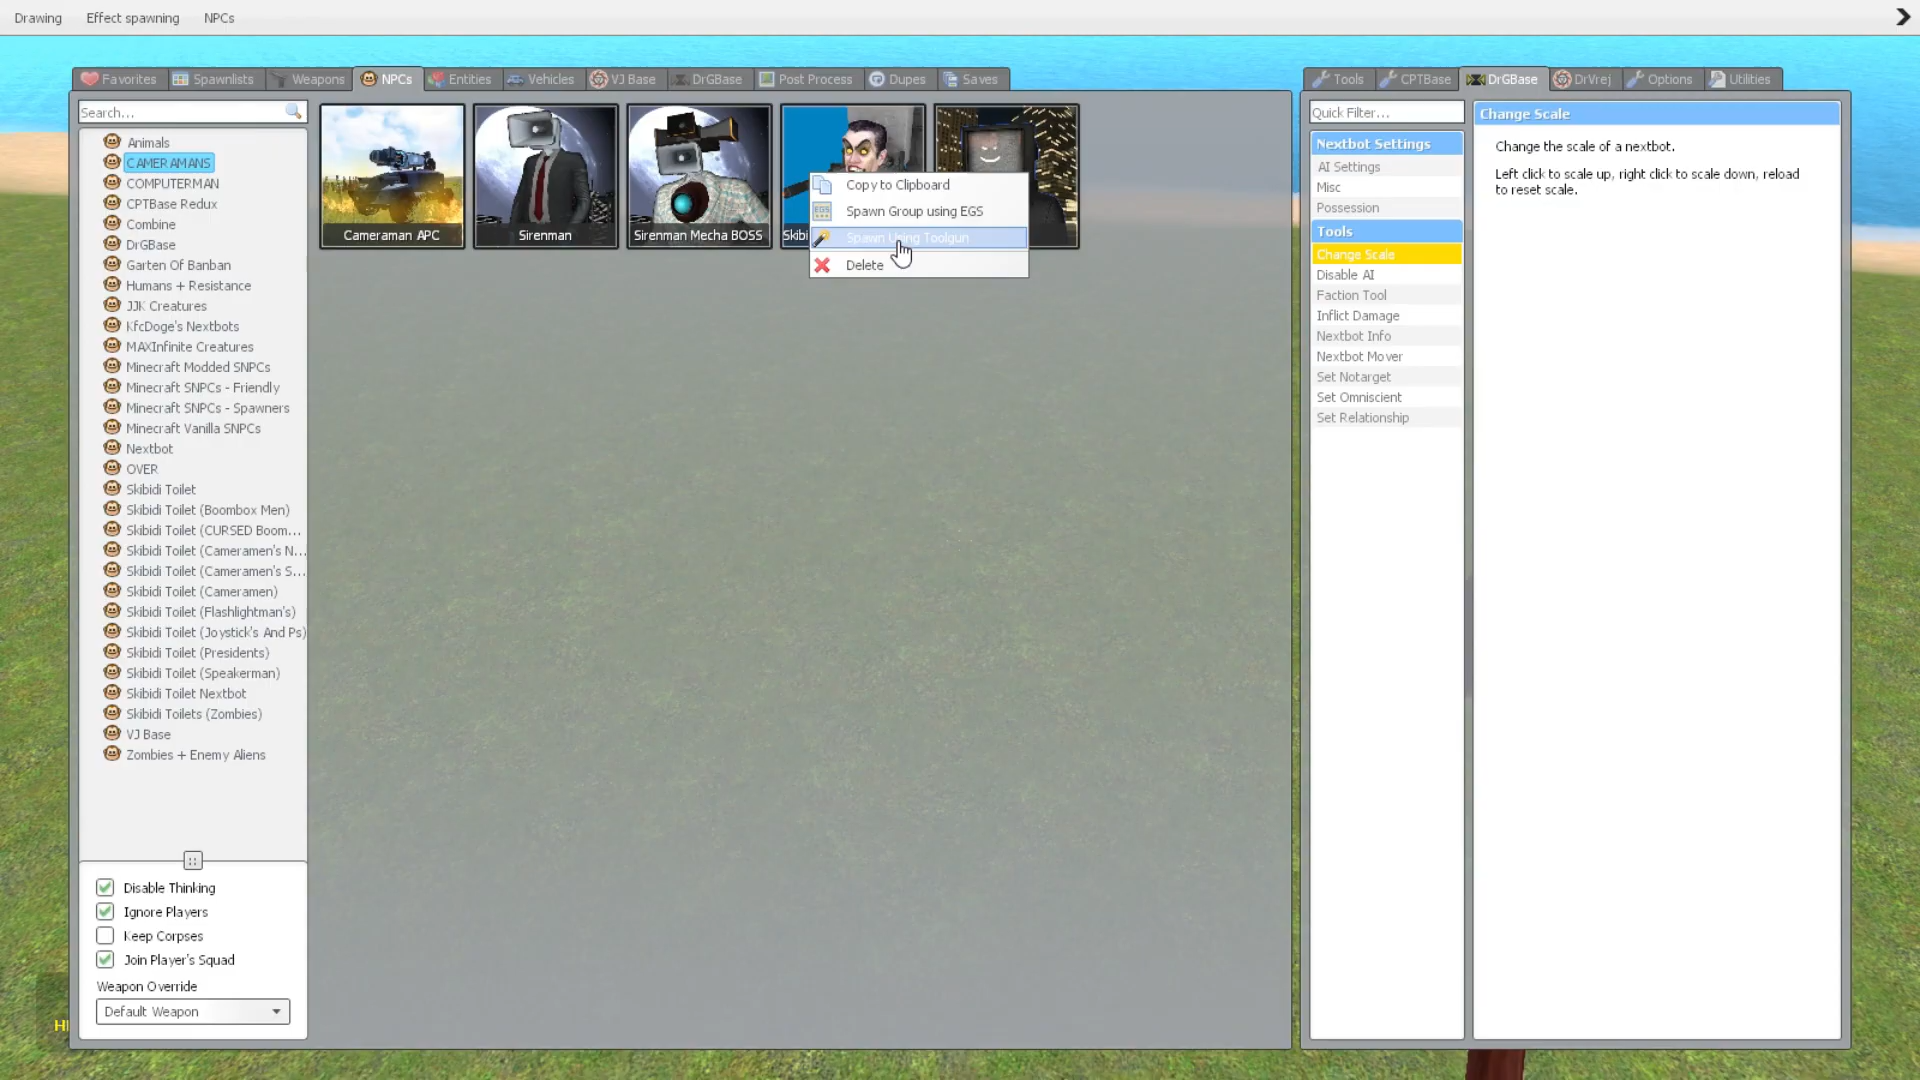 Drawing Effect spawning NPCs
Favorites Spawnlists Weapons NPCs Entities Vehicles VJ Base DrGBase Post Process Dupes Saves
Tools CPTBase DrGBase DrVrej Options Utilities
Search...
Animals
CAMERAMANS
COMPUTERMAN
CPTBase Redux
Combine
DrGBase
Garten Of Banban
Humans + Resistance
JJK Creatures
KfcDoge's Nextbots
MAXInfinite Creatures
Minecraft Modded SNPCs
Minecraft SNPCs - Friendly
Minecraft SNPCs - Spawners
Minecraft Vanilla SNPCs
Nextbot
OVER
Skibidi Toilet
Skibidi Toilet (Boombox Men)
Skibidi Toilet (CURSED Boom...
Skibidi Toilet (Cameramen's N...
Skibidi Toilet (Cameramen's S...
Skibidi Toilet (Cameramen)
Skibidi Toilet (Flashlightman's)
Skibidi Toilet (Joystick's And Ps)
Skibidi Toilet (Presidents)
Skibidi Toilet (Speakerman)
Skibidi Toilet Nextbot
Skibidi Toilets (Zombies)
VJ Base
Zombies + Enemy Aliens
Disable Thinking
Ignore Players
Keep Corpses
Join Player's Squad
Weapon Override
Default Weapon
Cameraman APC
Sirenman
Sirenman Mecha BOSS
Skibi
Copy to Clipboard
EGS Spawn Group using EGS
Spawn Using Toolgun
Delete
Quick Filter...
Nextbot Settings
AI Settings
Misc
Possession
Tools
Change Scale
Disable AI
Faction Tool
Inflict Damage
Nextbot Info
Nextbot Mover
Set Notarget
Set Omniscient
Set Relationship
Change Scale
Change the scale of a nextbot.
Left click to scale up, right click to scale down, reload
to reset scale.